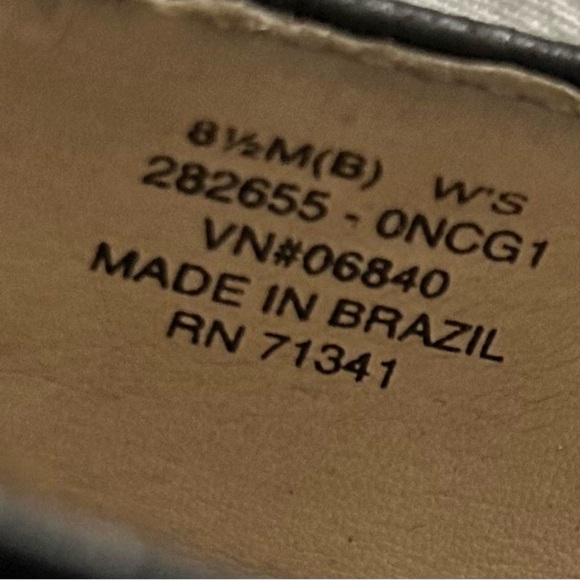 8½M(B) W'S
282655 - 0NCG1
VN#06840
MADE IN BRAZIL
RN 71341